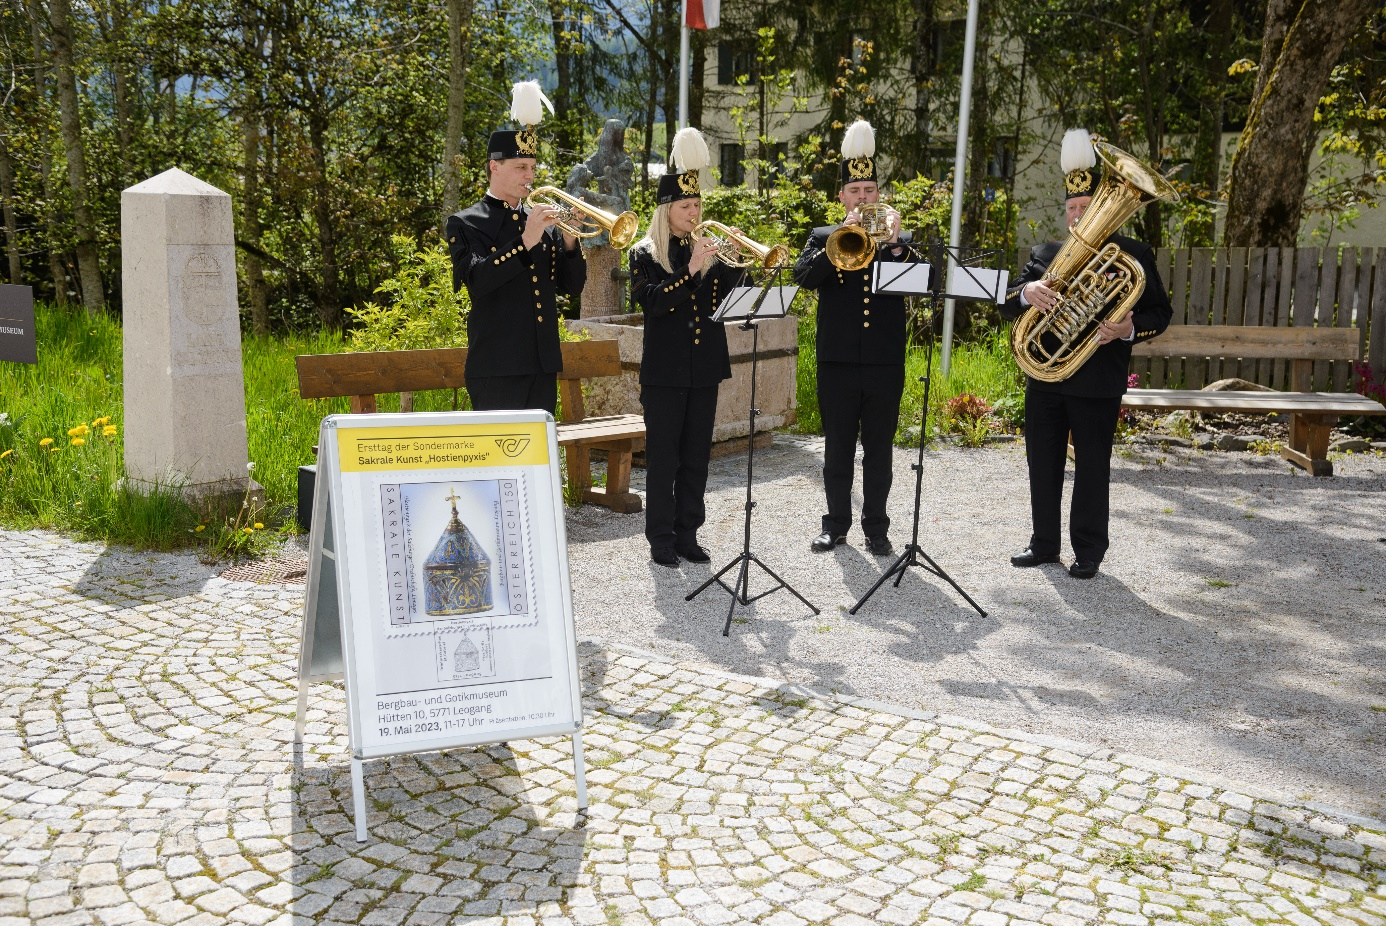 MUSEUM
Ersttag der Sondermarke
Sakrale Kunst „Hostienpyxis"
SAKRALE KUNST
ÖSTERREICH 150
Bergbau- und Gotikmuseum
Hütten 10, 5771 Leogang
19. Mai 2023, 11-17 Uhr